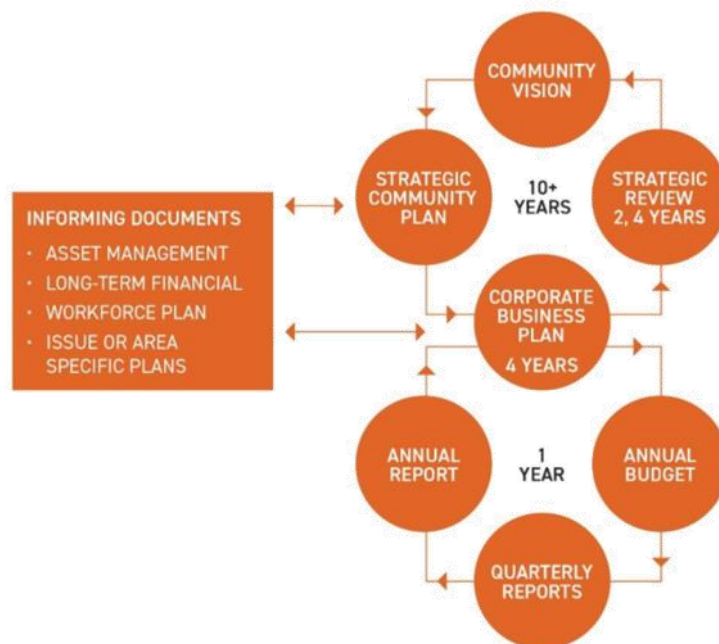 COMMUNITY
VISION
STRATEGIC
COMMUNITY
PLAN
10+
YEARS
STRATEGIC
REVIEW
2, 4 YEARS
INFORMING DOCUMENTS
• ASSET MANAGEMENT
• LONG-TERM FINANCIAL
• WORKFORCE PLAN
• ISSUE OR AREA
SPECIFIC PLANS
CORPORATE
BUSINESS
PLAN
4 YEARS
ANNUAL
REPORT
1
YEAR
ANNUAL
BUDGET
QUARTERLY
REPORTS